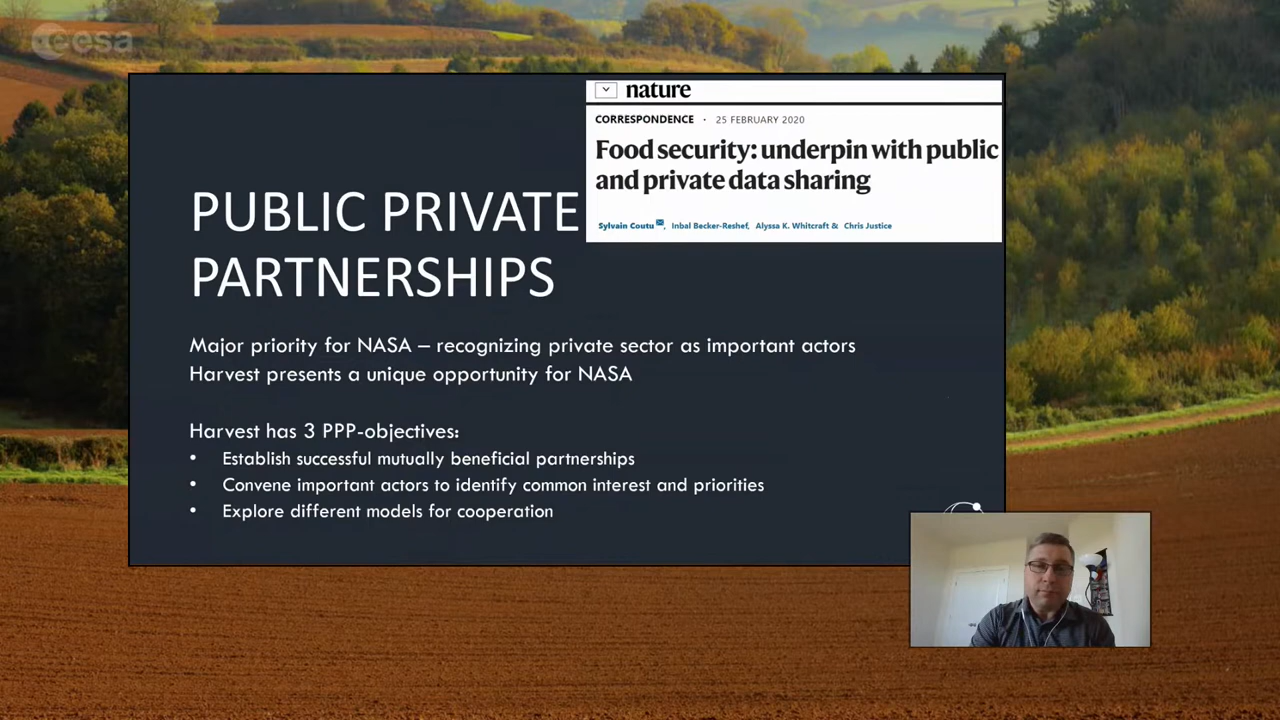 esa
nature
CORRESPONDENCE · 25 FEBRUARY 2020
Food security: underpin with public
and private data sharing
Sylvain Coutu, Inbal Becker-Reshef, Alyssa K. Whitcraft & Chris Justice
PUBLIC PRIVATE
PARTNERSHIPS
Major priority for NASA – recognizing private sector as important actors
Harvest presents a unique opportunity for NASA
Harvest has 3 PPP-objectives:
• Establish successful mutually beneficial partnerships
• Convene important actors to identify common interest and priorities
• Explore different models for cooperation